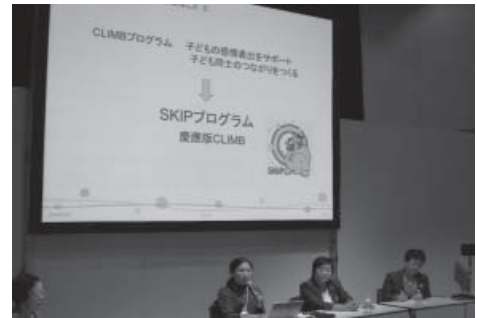 CLIMBプログラム 子どもの感情表出をサポート
子ども同士のつながりをつくる
SKIPプログラム
慶應版CLIMB